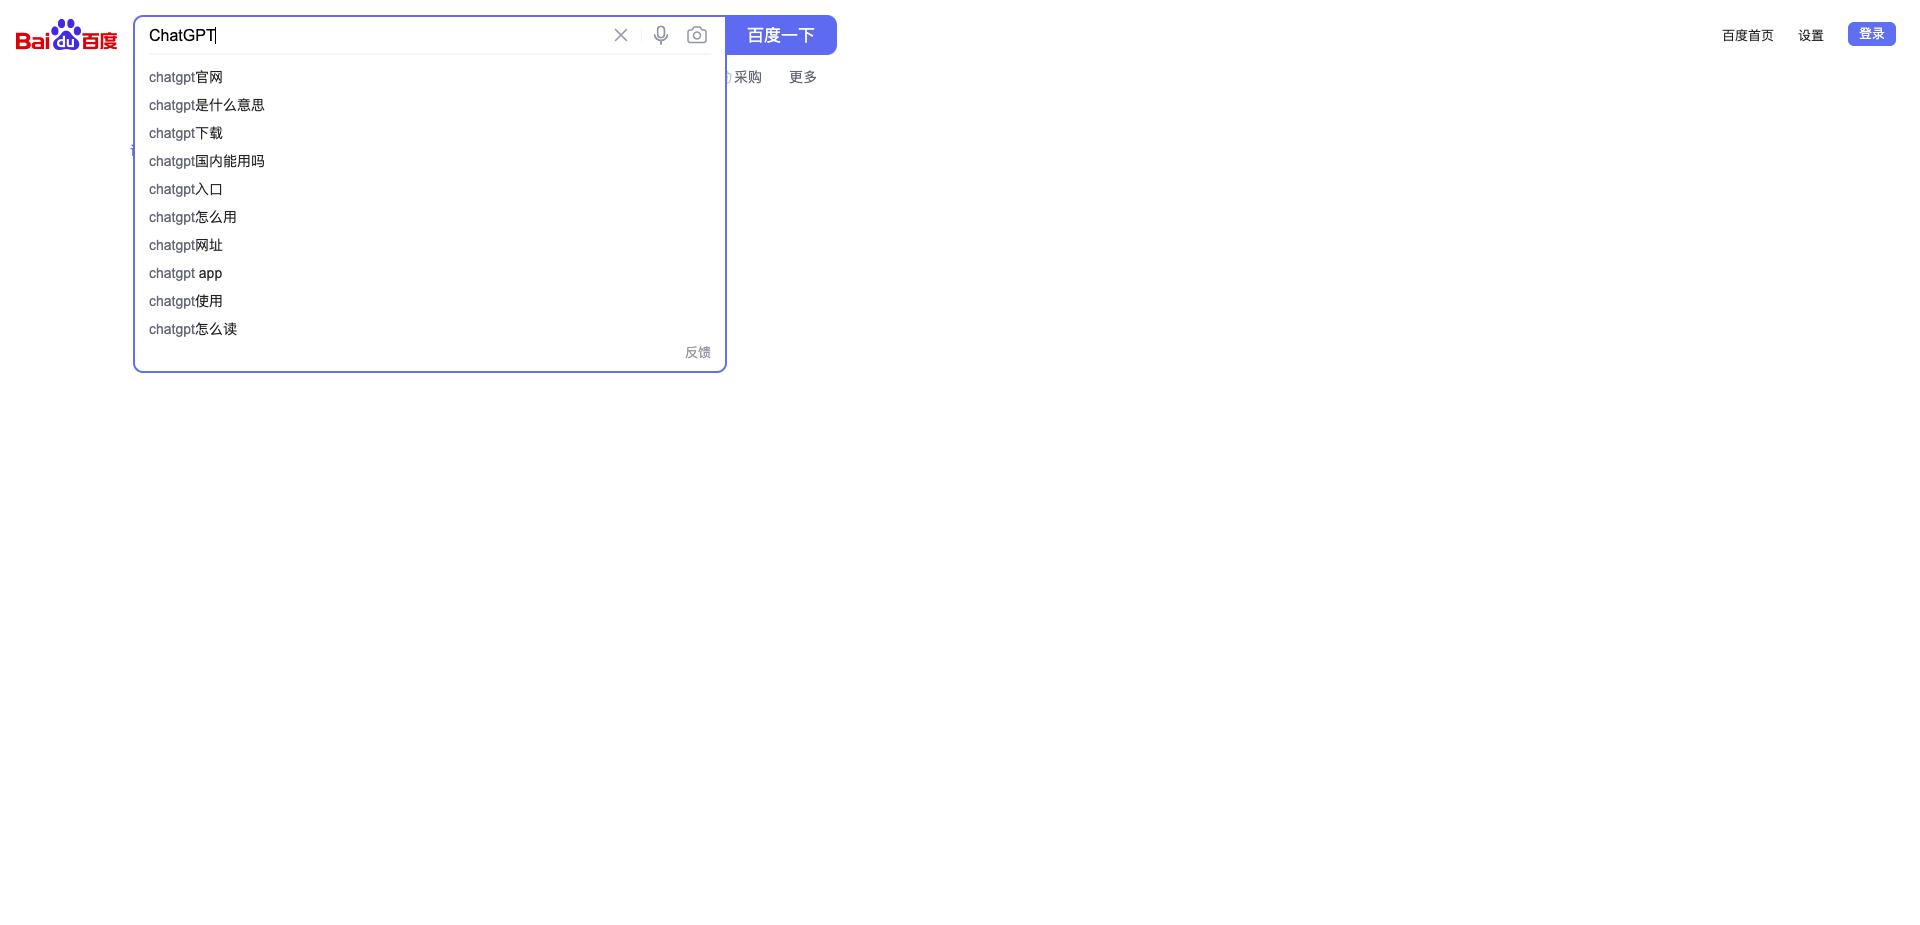 Bai du 百度
ChatGPT
百度一下
百度首页
设置
登录
采购
更多
chatgpt官网
chatgpt是什么意思
chatgpt下载
chatgpt国内能用吗
chatgpt入口
chatgpt怎么用
chatgpt网址
chatgpt app
chatgpt使用
chatgpt怎么读
反馈